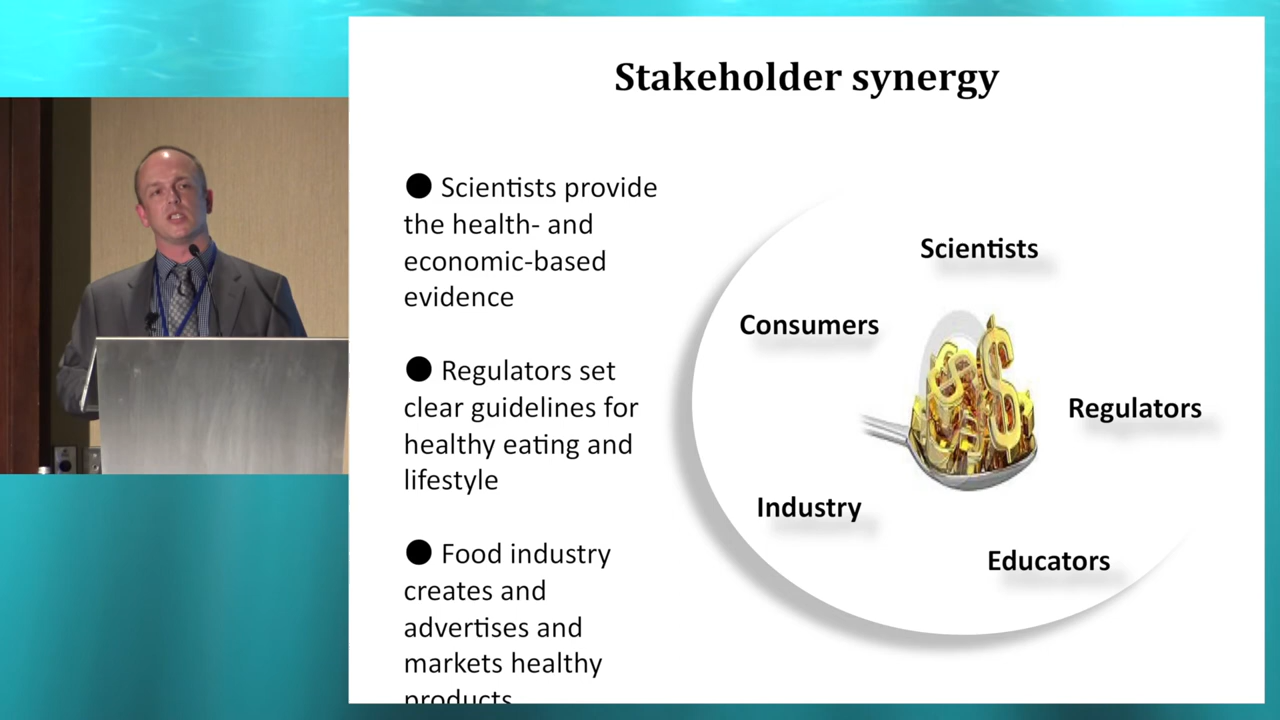 Stakeholder synergy
● Scientists provide
the health- and
economic-based
evidence
● Regulators set
clear guidelines for
healthy eating and
lifestyle
● Food industry
creates and
advertises and
markets healthy
products
Scientists
Consumers
Regulators
Industry
Educators